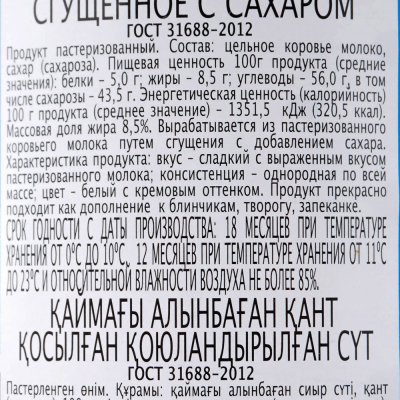 СГУЩЕННОЕ С САХАРОМ
ГОСТ 31688-2012
Продукт пастеризованный. Состав: цельное коровье молоко,
сахар (сахароза). Пищевая ценность 100г продукта (средние
значения): белки – 5,0 г; жиры - 8,5г; углеводы – 56,0 г, в том
числе сахарозы - 43,5 г. Энергетическая ценность (калорийность)
100 г продукта (среднее значение) – 1351,5 кДж (320,5 ккал).
Массовая доля жира 8,5%. Вырабатывается из пастеризованного
коровьего молока путем сгущения с добавлением сахара.
Характеристика продукта: вкус – сладкий с выраженным вкусом
пастеризованного молока; консистенция – однородная по всей
массе; цвет – белый с кремовым оттенком. Продукт прекрасно
подходит как дополнение к блинчикам, творогу, запеканке.
СРОК ГОДНОСТИ С ДАТЫ ПРОИЗВОДСТВА: 18 МЕСЯЦЕВ ПРИ ТЕМПЕРАТУРЕ
ХРАНЕНИЯ ОТ 0°С ДО 10°С, 12 МЕСЯЦЕВ ПРИ ТЕМПЕРАТУРЕ ХРАНЕНИЯ ОТ 11°С
ДО 23°С И ОТНОСИТЕЛЬНОЙ ВЛАЖНОСТИ ВОЗДУХА НЕ БОЛЕЕ 85%.
ҚАЙМАҒЫ АЛЫНБАҒАН ҚАНТ
ҚОСЫЛҒАН ҚОЮЛАНДЫРЫЛҒАН СҮТ
ГОСТ 31688-2012
Пастерленген өнім. Құрамы: қаймағы алынбаған сиыр сүті, қант